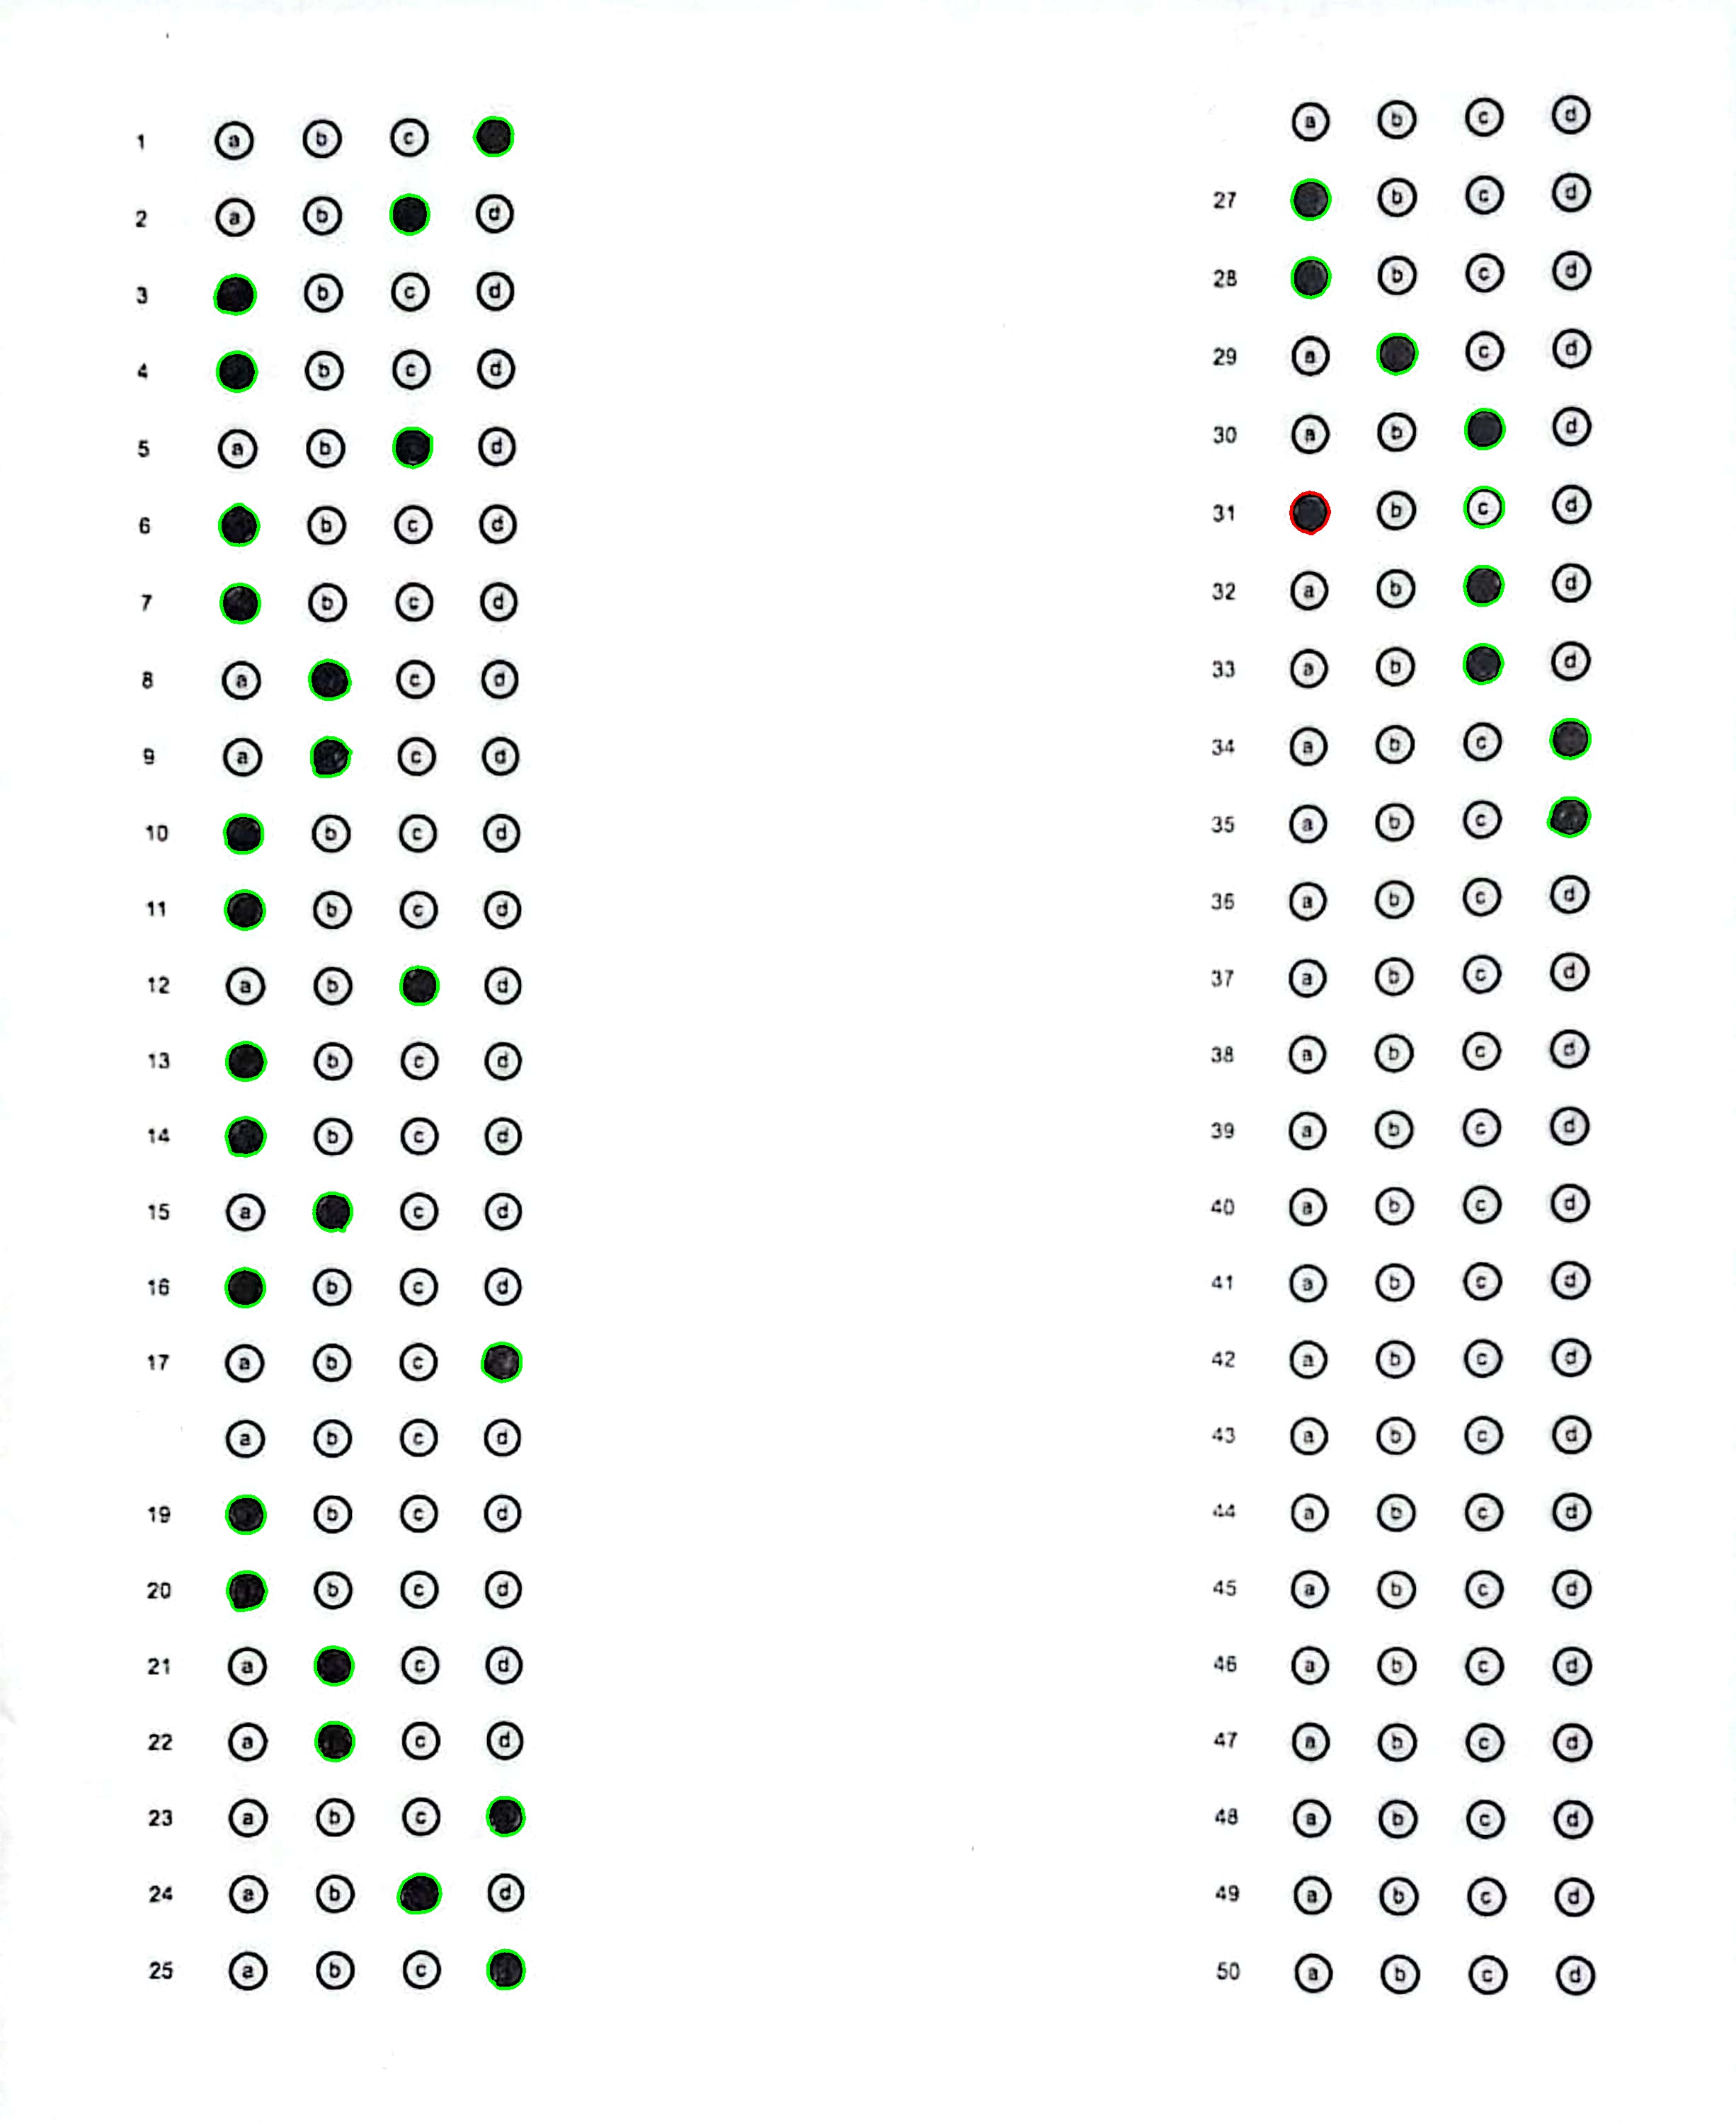 1 a b c
2 a b d
3 b c d
4 b c d
5 a b d
6 b c d
7 b c d
8 a c d
9 a c d
10 b c d
11 b c d
12 a b d
13 b c d
14 b c d
15 a c d
16 b c d
17 a b c
a b c d
19 b c d
20 b c d
21 a c d
22 a c d
23 a b c
24 a b d
25 a b c
a b c d
27 b c d
28 b c d
29 a c d
30 a b d
31 b c d
32 a b d
33 a b d
34 a b c
35 a b c
36 a b c d
37 a b c d
38 a b c d
39 a b c d
40 a b c d
41 a b c d
42 a b c d
43 a b c d
44 a b c d
45 a b c d
46 a b c d
47 a b c d
48 a b c d
49 a b c d
50 a b c d